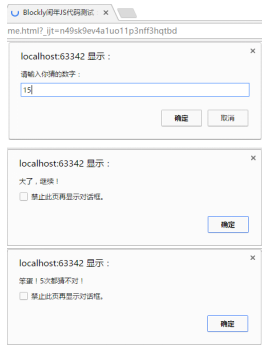 Blockly闰年JS代码测试
me.html?_ijt=n49sk9ev4a1uo11p3nff3hqtbd
localhost:63342 显示：
请输入你猜的数字：
15
确定 取消
localhost:63342 显示：
大了，继续！
禁止此页再显示对话框。
确定
localhost:63342 显示：
笨蛋！5次都猜不对！
禁止此页再显示对话框。
确定